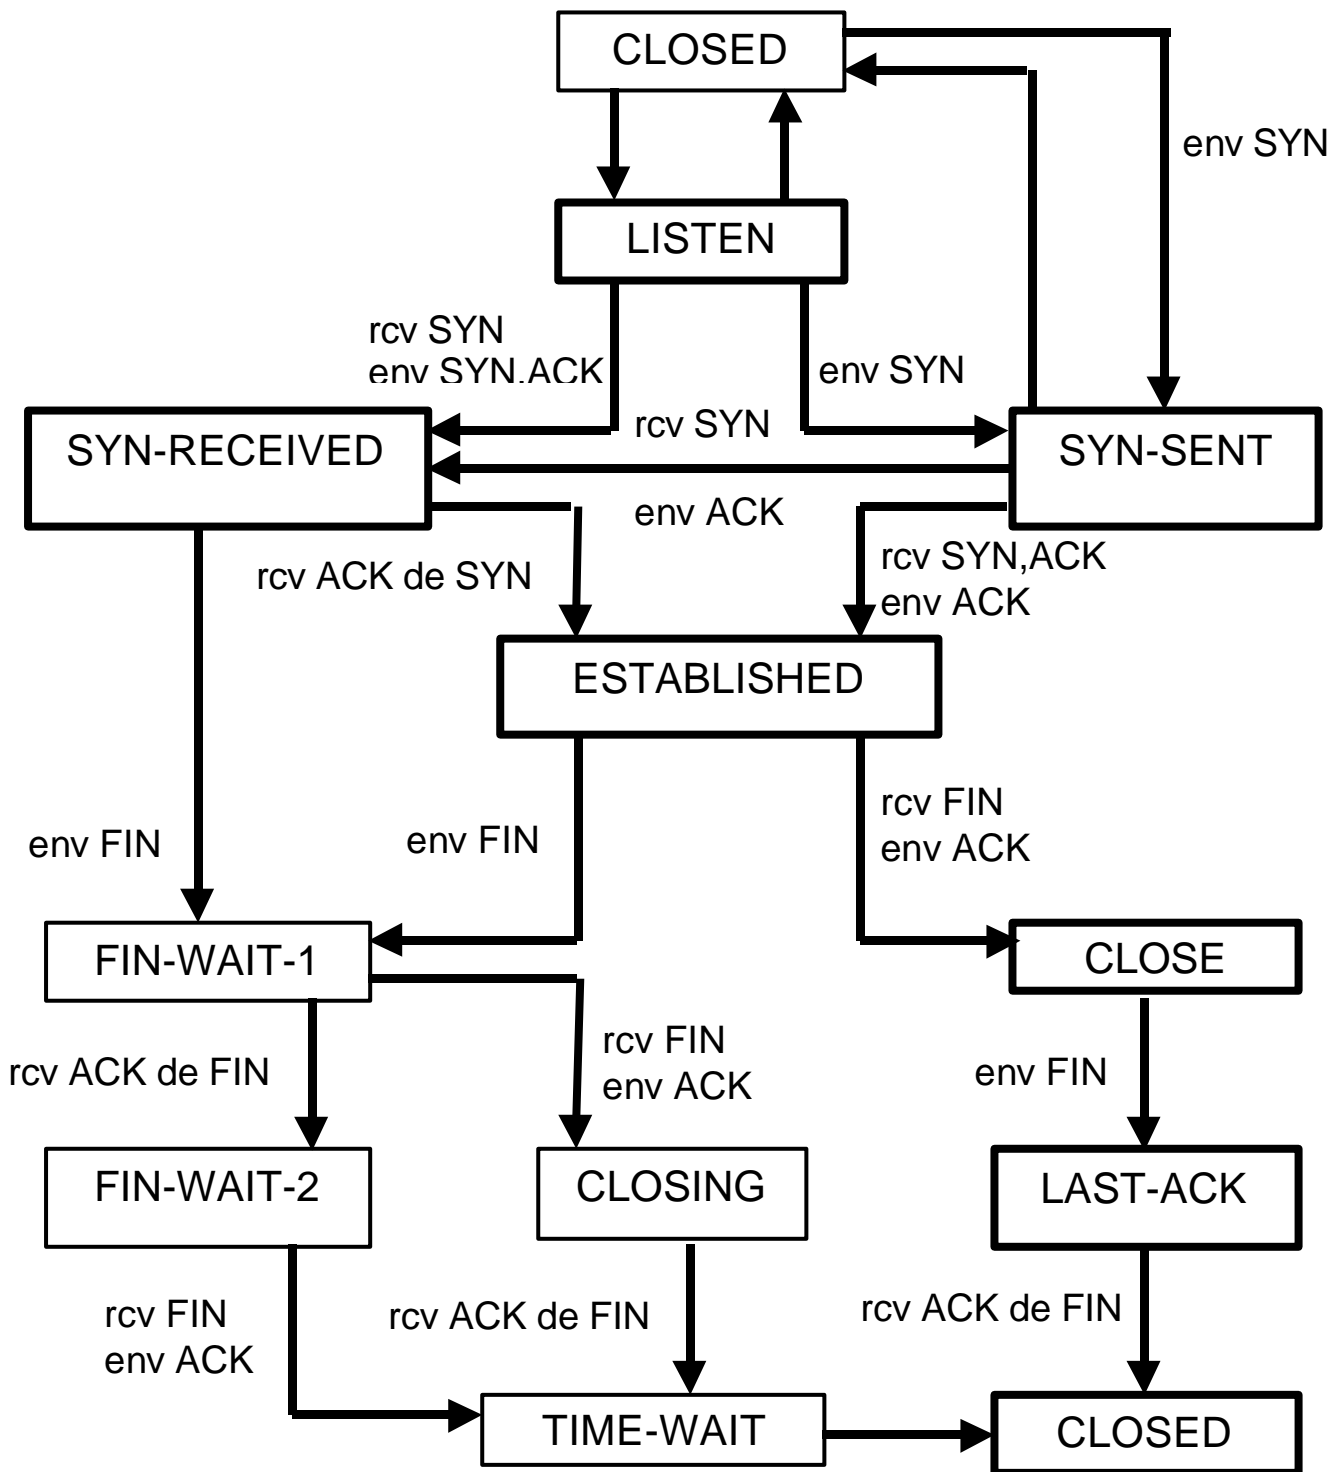 CLOSED
env SYN
LISTEN
rcv SYN
env SYN,ACK
env SYN
rcv SYN
SYN-RECEIVED
SYN-SENT
env ACK
rcv ACK de SYN
rcv SYN,ACK
env ACK
ESTABLISHED
env FIN
env FIN
rcv FIN
env ACK
FIN-WAIT-1
CLOSE
rcv ACK de FIN
rcv FIN
env ACK
env FIN
FIN-WAIT-2
CLOSING
LAST-ACK
rcv FIN
env ACK
rcv ACK de FIN
rcv ACK de FIN
TIME-WAIT
CLOSED